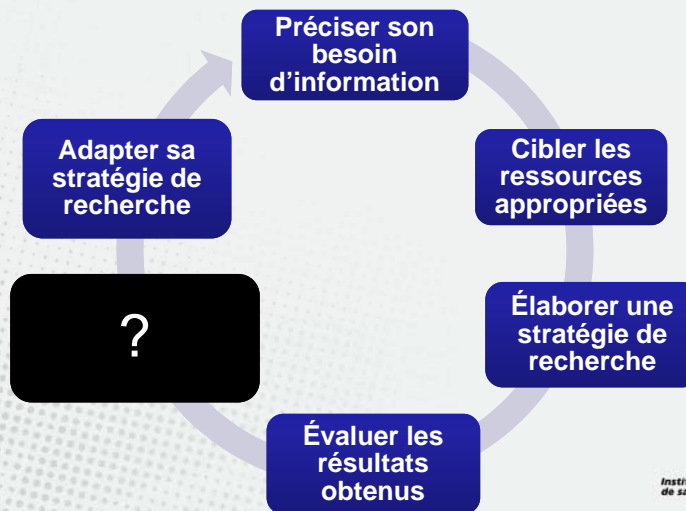 Préciser son
besoin
d'information
Cibler les
ressources
appropriées
Élaborer une
stratégie de
recherche
Évaluer les
résultats
obtenus
?
Adapter sa
stratégie de
recherche